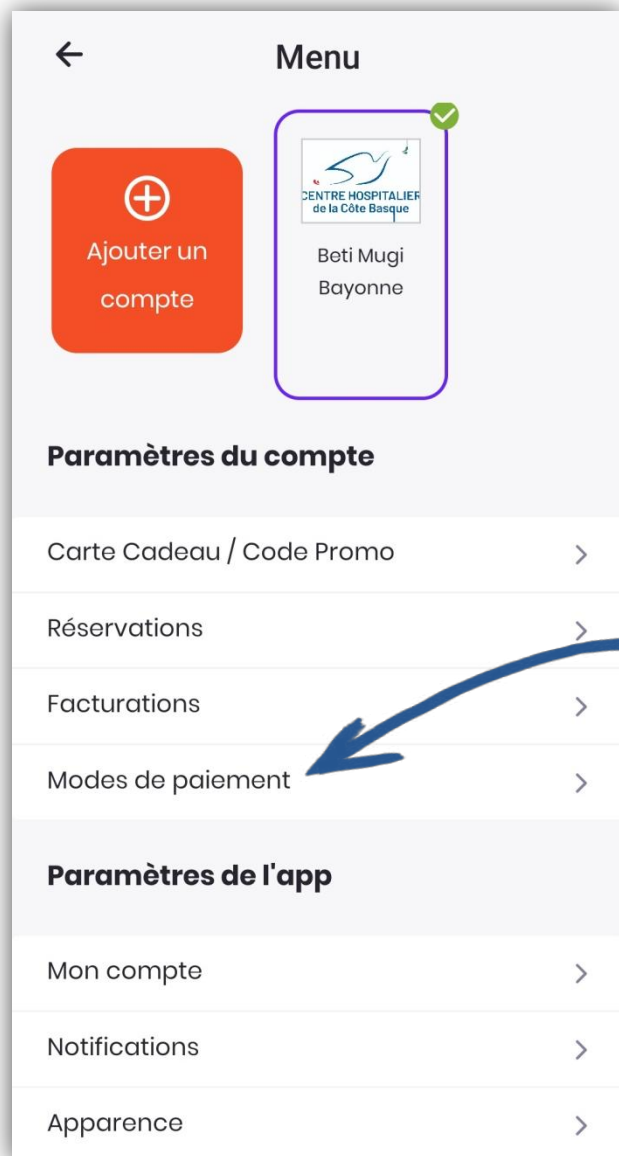 Menu
Ajouter un
compte
CENTRE HOSPITALIER
de la Côte Basque
Beti Mugi
Bayonne
Paramètres du compte
Carte Cadeau / Code Promo
Réservations
Facturations
Modes de paiement
Paramètres de l'app
Mon compte
Notifications
Apparence